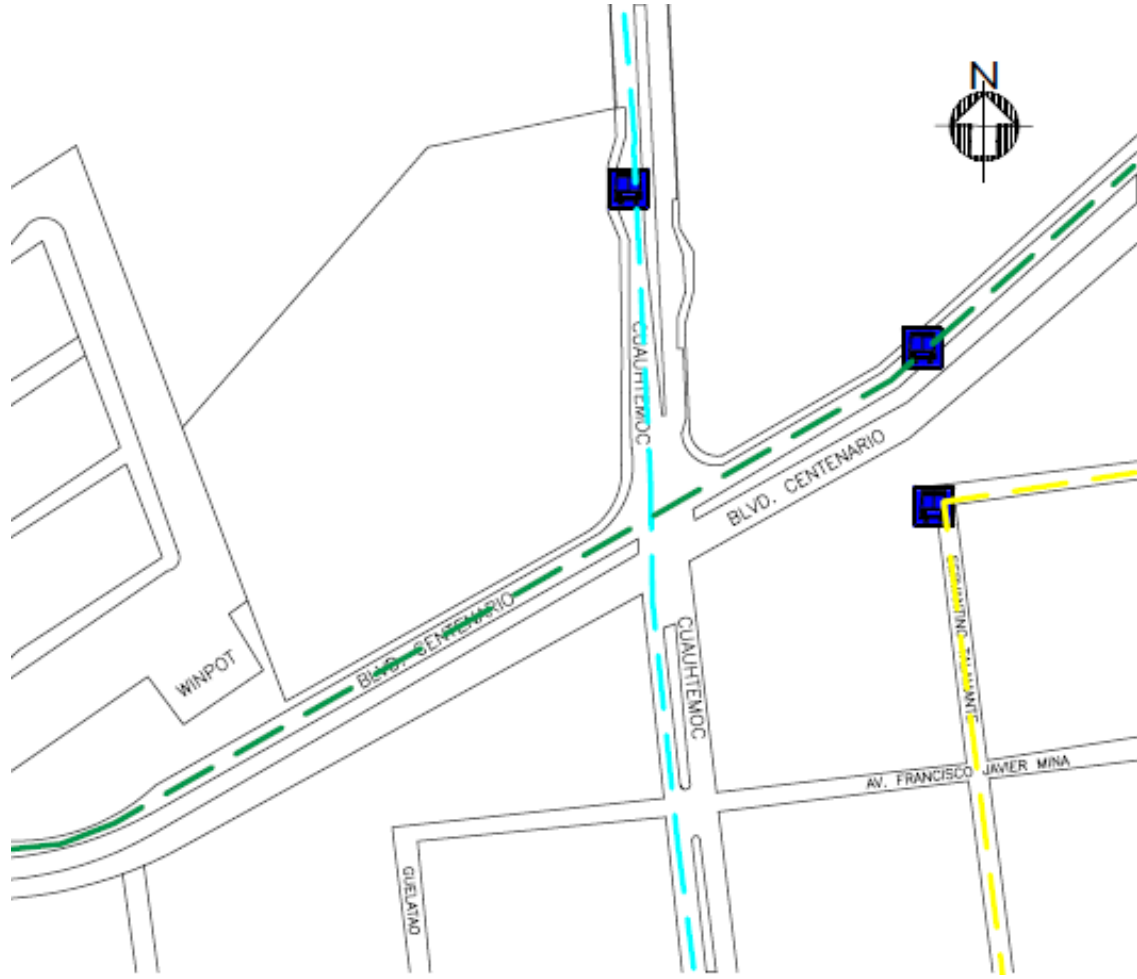 N
CUAUHTEMOC
BLVD. CENTENARIO
BLVD. CENTENARIO
WINPOT
CUAUHTEMOC
AV. FRANCISCO JAVIER MINA
GUELATAO